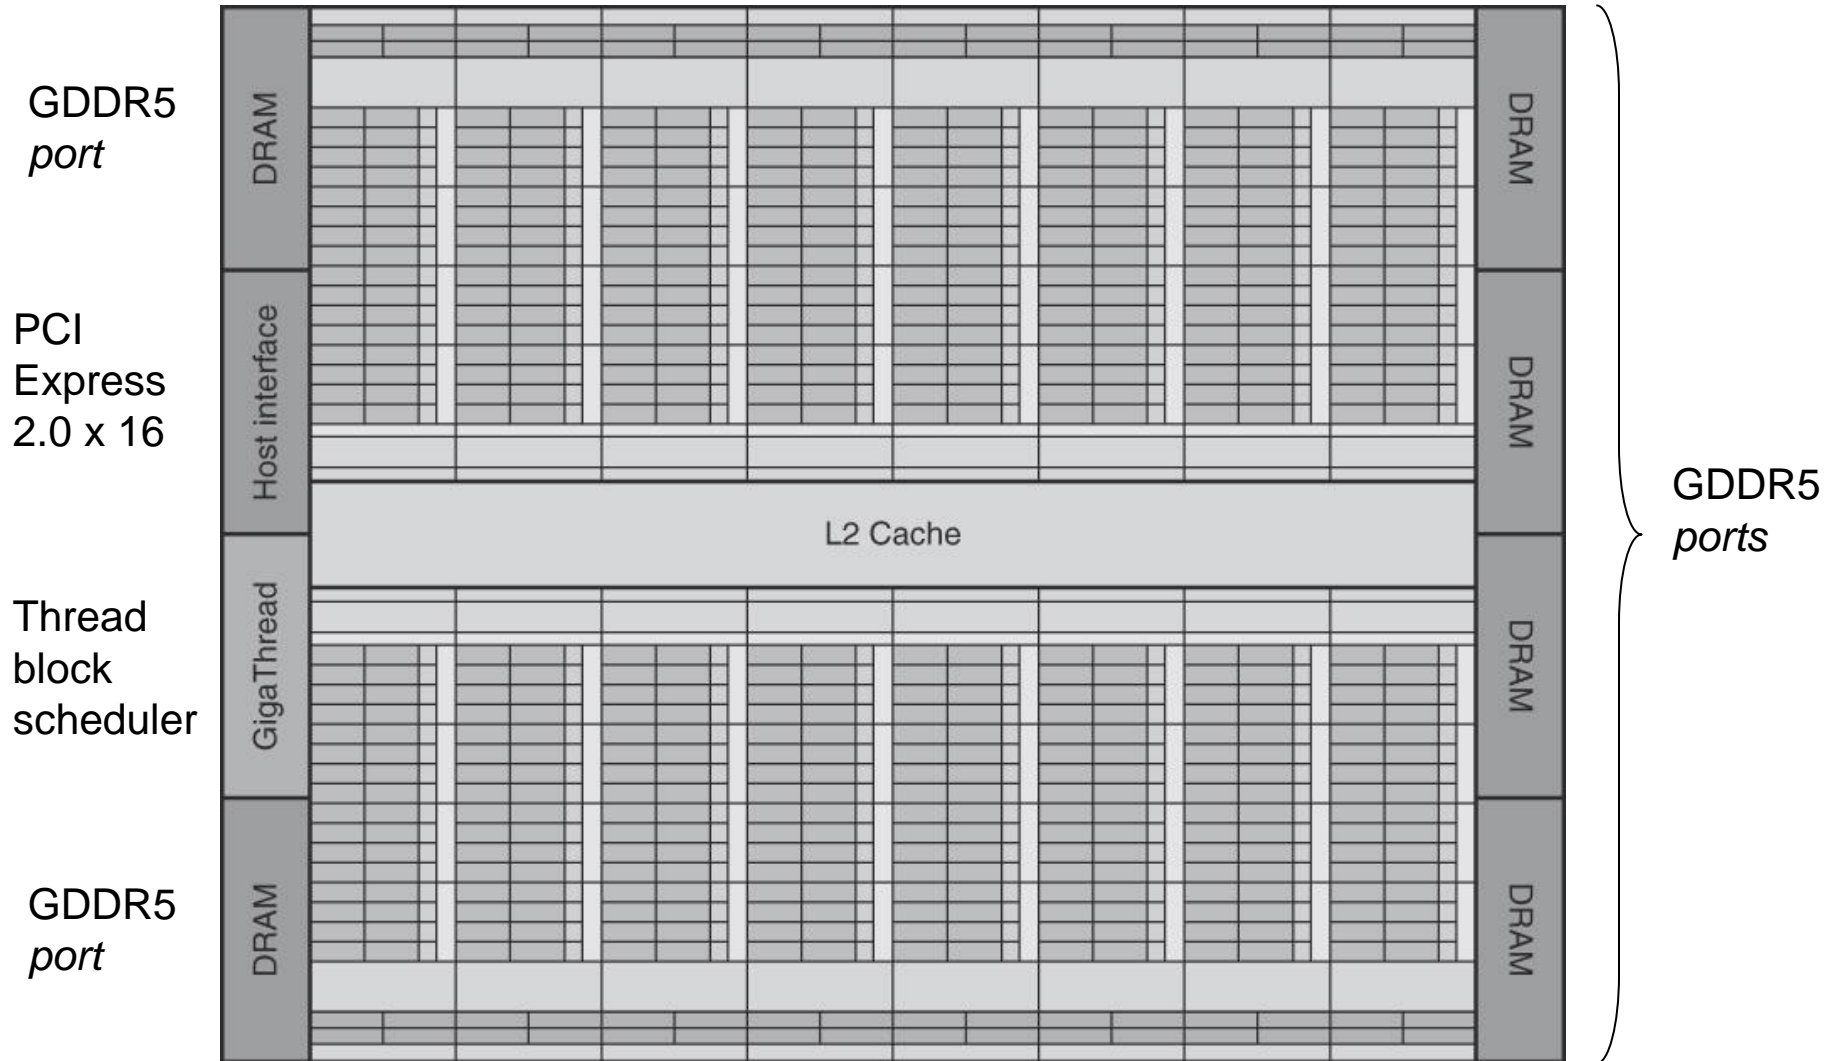 GDDR5
port
PCI
Express
2.0 x 16
Thread
block
scheduler
GDDR5
port
DRAM
Host interface
GigaThread
DRAM
L2 Cache
DRAM
DRAM
DRAM
DRAM
GDDR5
ports